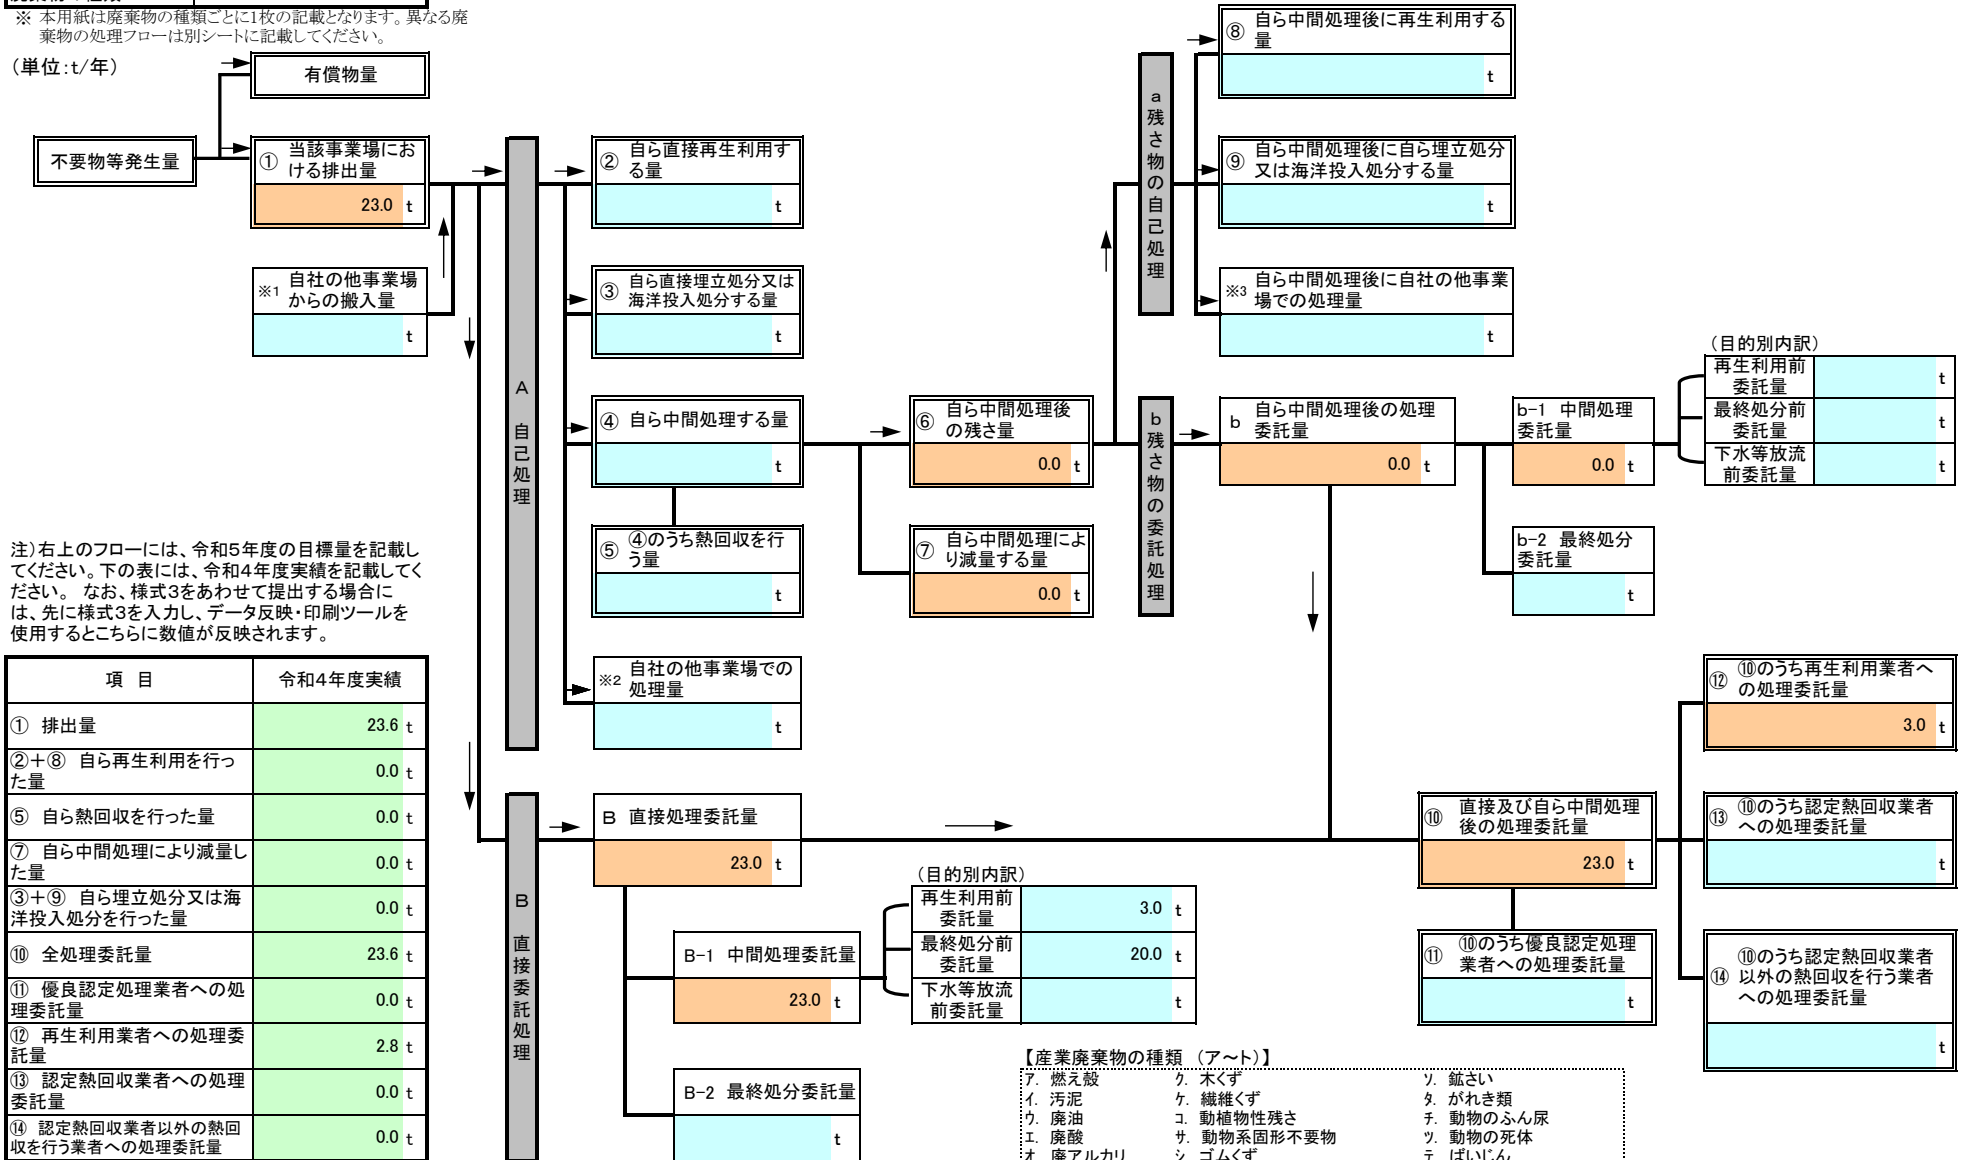 ※ 本用紙は廃棄物の種類ごとに1枚の記載となります。異なる廃
棄物の処理フローは別シートに記載してください。
(単位:t/年)
有償物量
不要物等発生量
① 当該事業場にお
ける排出量
23.0 t
※1 自社の他事業場
からの搬入量
t
A 自己処理
② 自ら直接再生利用す
る量
t
③ 自ら直接埋立処分又は
海洋投入処分する量
t
④ 自ら中間処理する量
t
⑤ ④のうち熱回収を行
う量
t
※2 自社の他事業場での
処理量
t
⑥ 自ら中間処理後
の残さ量
0.0 t
⑦ 自ら中間処理によ
り減量する量
0.0 t
a 残さ物の自己処理
⑧ 自ら中間処理後に再生利用する
量
t
⑨ 自ら中間処理後に自ら埋立処分
又は海洋投入処分する量
t
※3 自ら中間処理後に自社の他事業
場での処理量
t
b 残さ物の委託処理
b 自ら中間処理後の処理
委託量
0.0 t
b-1 中間処理
委託量
0.0 t
b-2 最終処分
委託量
t
(目的別内訳)
再生利用前
委託量
t
最終処分前
委託量
t
下水等放流
前委託量
t
注)右上のフローには、令和5年度の目標量を記載し
てください。下の表には、令和4年度実績を記載してく
ださい。 なお、様式3をあわせて提出する場合に
は、先に様式3を入力し、データ反映・印刷ツールを
使用するとこちらに数値が反映されます。
項 目 令和4年度実績
① 排出量 23.6 t
②+⑧ 自ら再生利用を行っ
た量 0.0 t
⑤ 自ら熱回収を行った量 0.0 t
⑦ 自ら中間処理により減量し
た量 0.0 t
③+⑨ 自ら埋立処分又は海
洋投入処分を行った量 0.0 t
⑩ 全処理委託量 23.6 t
⑪ 優良認定処理業者への処
理委託量 0.0 t
⑫ 再生利用業者への処理委
託量 2.8 t
⑬ 認定熱回収業者への処理
委託量 0.0 t
⑭ 認定熱回収業者以外の熱回
収を行う業者への処理委託量 0.0 t
B 直接委託処理
B 直接処理委託量
23.0 t
B-1 中間処理委託量
23.0 t
B-2 最終処分委託量
t
(目的別内訳)
再生利用前
委託量
3.0 t
最終処分前
委託量
20.0 t
下水等放流
前委託量
t
⑩ 直接及び自ら中間処理
後の処理委託量
23.0 t
⑪ ⑩のうち優良認定処理
業者への処理委託量
t
⑫ ⑩のうち再生利用業者へ
の処理委託量
3.0 t
⑬ ⑩のうち認定熱回収業者
への処理委託量
t
⑭ ⑩のうち認定熱回収業者
以外の熱回収を行う業者
への処理委託量
t
【産業廃棄物の種類 (ア~ト)】
ア. 燃え殻 ク. 木くず ソ. 鉱さい
イ. 汚泥 ケ. 繊維くず タ. がれき類
ウ. 廃油 コ. 動植物性残さ チ. 動物のふん尿
エ. 廃酸 サ. 動物系固形不要物 ツ. 動物の死体
オ. 廃アルカリ シ. ゴムくず テ. ばいじん